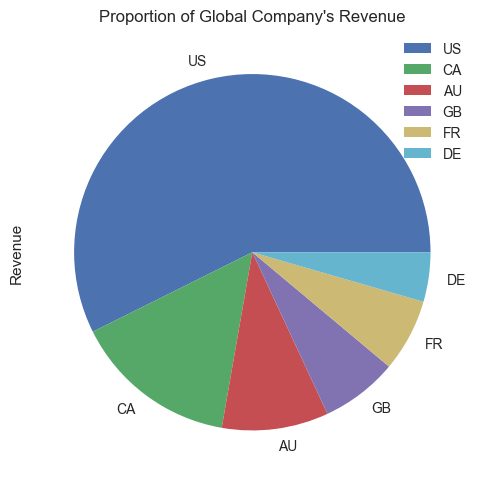 Proportion of Global Company's Revenue
US
CA
AU
GB
FR
DE
US
Revenue
DE
FR
CA
GB
AU